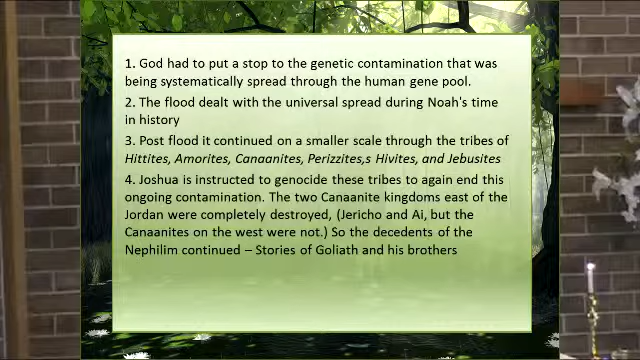 1. God had to put a stop to the genetic contamination that was
being systematically spread through the human gene pool.
2. The flood dealt with the universal spread during Noah's time
in history
3. Post flood it continued on a smaller scale through the tribes of
Hittites, Amorites, Canaanites, Perizzites,s Hivites, and Jebusites
4. Joshua is instructed to genocide these tribes to again end this
ongoing contamination. The two Canaanite kingdoms east of the
Jordan were completely destroyed, (Jericho and Ai, but the
Canaanites on the west were not.) So the decedents of the
Nephilim continued – Stories of Goliath and his brothers